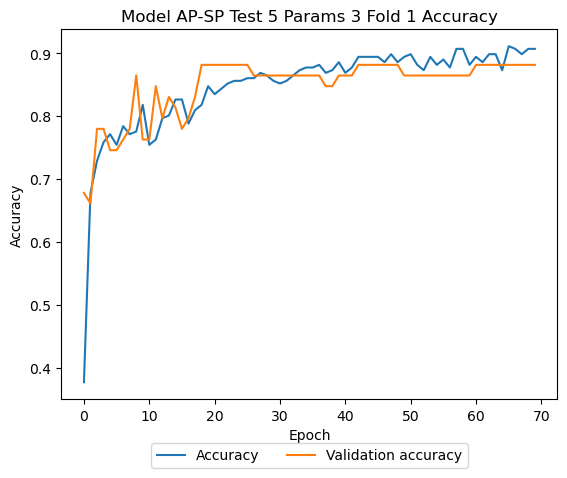 Model AP-SP Test 5 Params 3 Fold 1 Accuracy
Accuracy
0.9
0.8
0.7
0.6
0.5
0.4
0 10 20 30 40 50 60 70
Epoch
Accuracy Validation accuracy